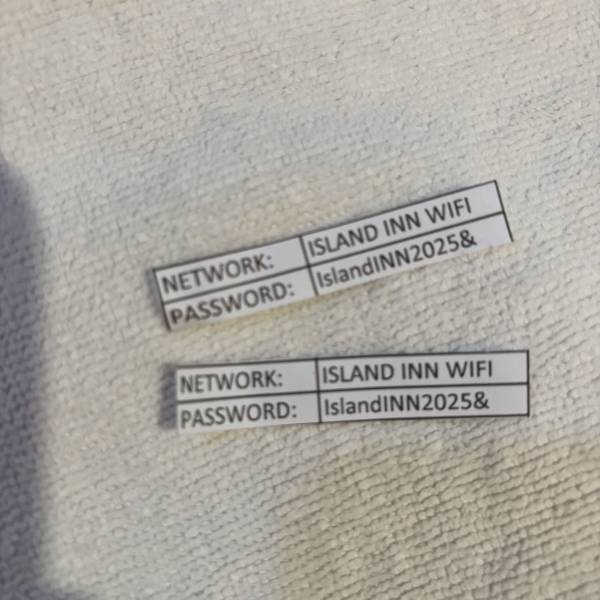 NETWORK: ISLAND INN WIFI
PASSWORD: IslandINN2025&
NETWORK: ISLAND INN WIFI
PASSWORD: IslandINN2025&